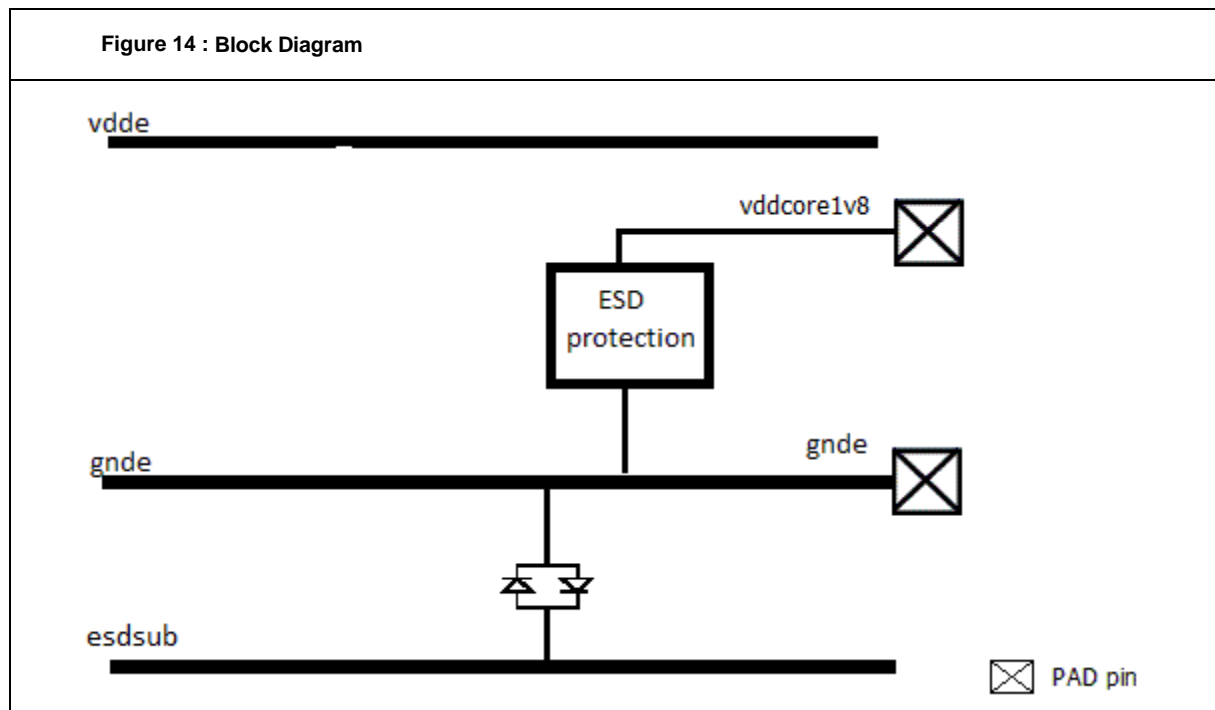 Figure 14 : Block Diagram
vdde
vddcore1v8
ESD
protection
gnde
gnde
esdsub
PAD pin